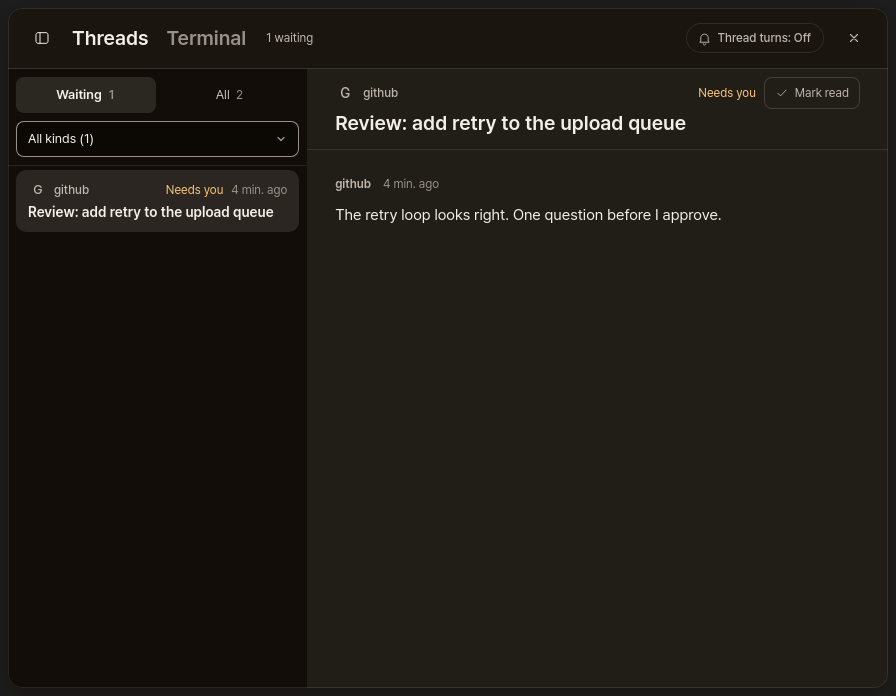 Threads Terminal 1 waiting Thread turns: Off
Waiting 1 All 2
All kinds (1)
G github Needs you 4 min. ago
Review: add retry to the upload queue
G github Needs you Mark read
Review: add retry to the upload queue
github 4 min. ago
The retry loop looks right. One question before I approve.